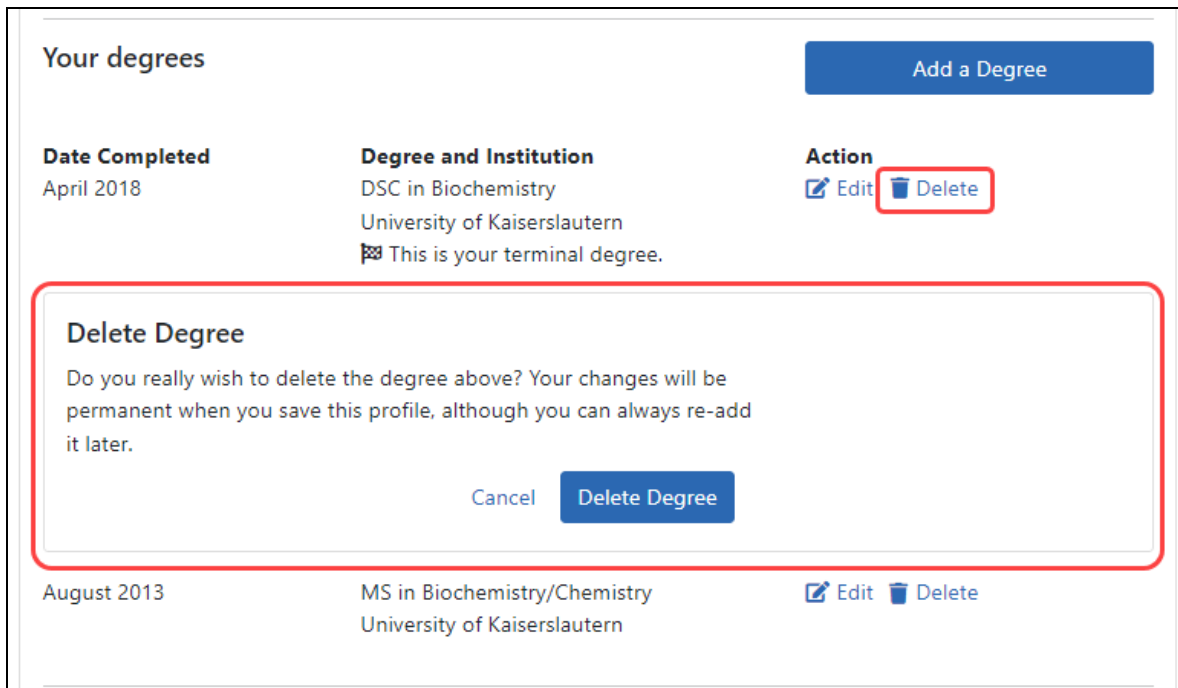 Your degrees
Add a Degree
Date Completed Degree and Institution Action
April 2018 DSC in Biochemistry Edit Delete
University of Kaiserslautern
This is your terminal degree.
Delete Degree
Do you really wish to delete the degree above? Your changes will be
permanent when you save this profile, although you can always re-add
it later.
Cancel Delete Degree
August 2013 MS in Biochemistry/Chemistry Edit Delete
University of Kaiserslautern